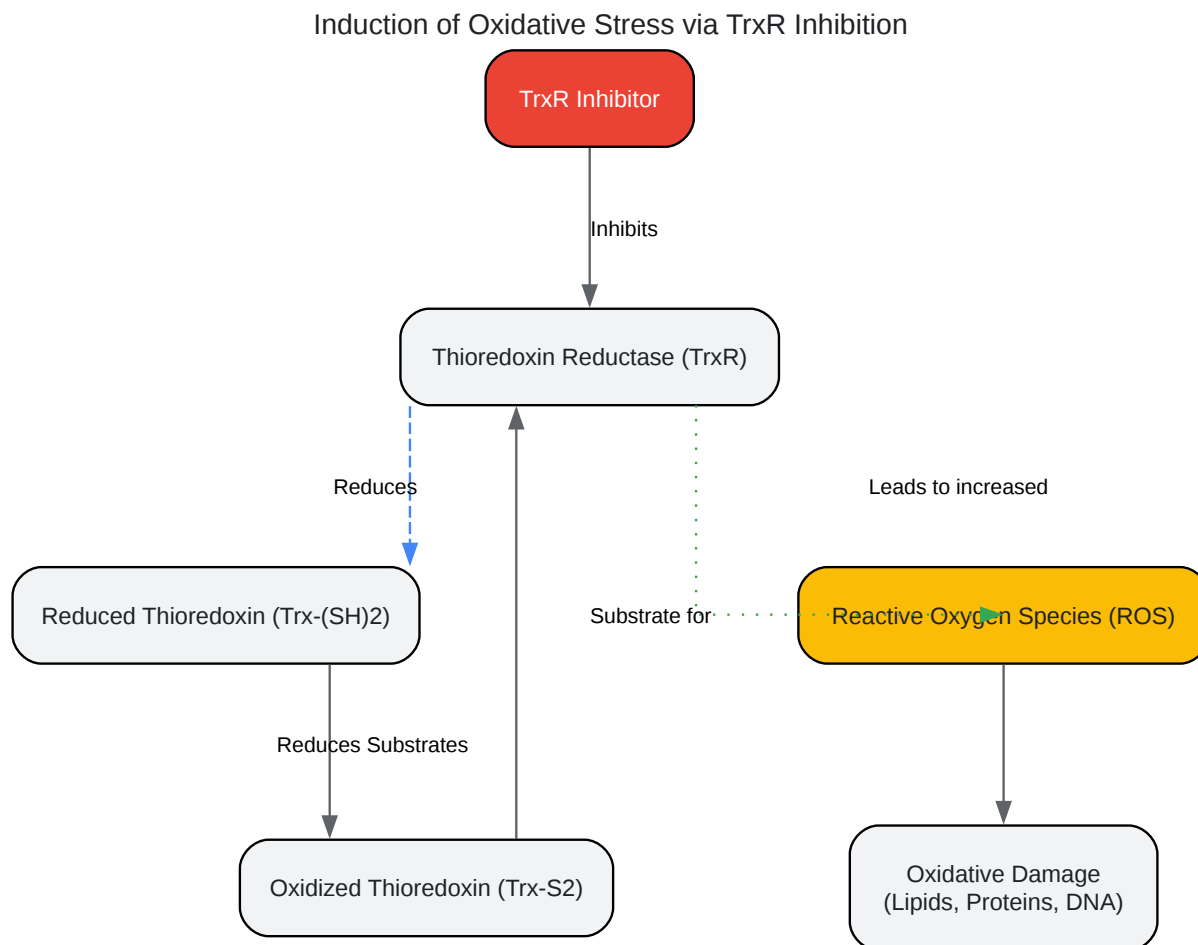 Induction of Oxidative Stress via TrxR Inhibition
TrxR Inhibitor
Inhibits
Thioredoxin Reductase (TrxR)
Reduces
Leads to increased
Reduced Thioredoxin (Trx-(SH)2)
Substrate for
Reactive Oxygen Species (ROS)
Reduces Substrates
Oxidized Thioredoxin (Trx-S2)
Oxidative Damage
(Lipids, Proteins, DNA)